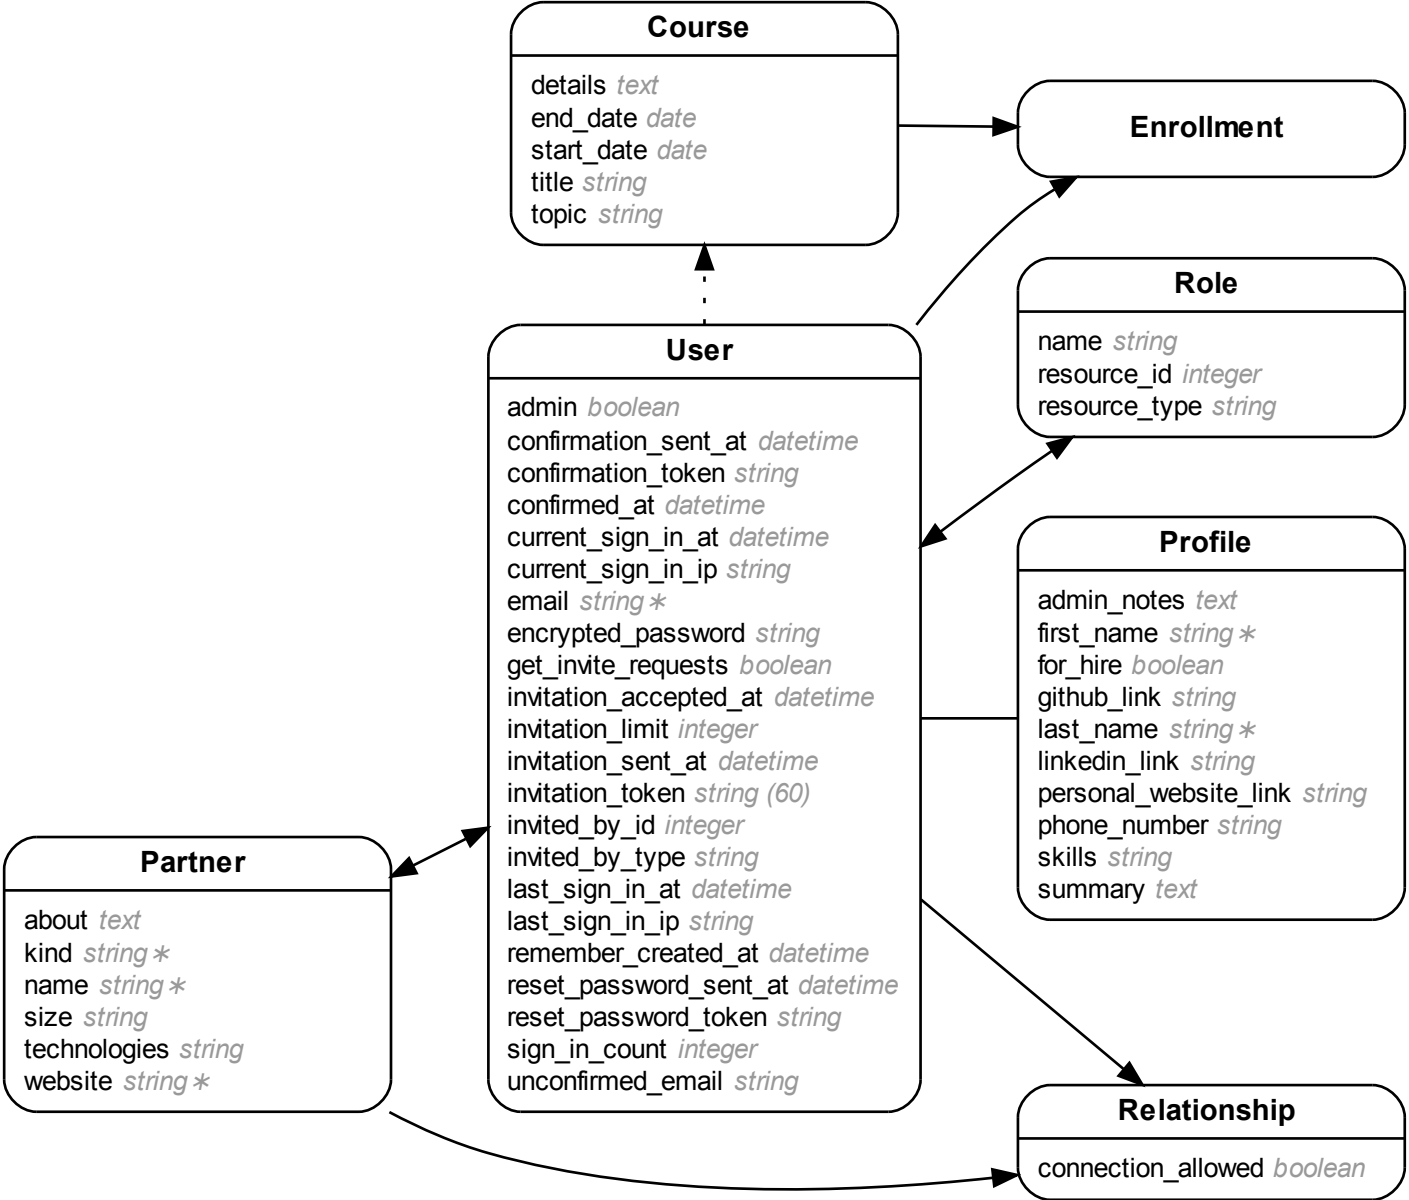 Course
details text
end_date date
start_date date
title string
topic string
Enrollment
Role
name string
resource_id integer
resource_type string
User
admin boolean
confirmation_sent_at datetime
confirmation_token string
confirmed_at datetime
current_sign_in_at datetime
current_sign_in_ip string
email string∗
encrypted_password string
get_invite_requests boolean
invitation_accepted_at datetime
invitation_limit integer
invitation_sent_at datetime
invitation_token string (60)
invited_by_id integer
invited_by_type string
last_sign_in_at datetime
last_sign_in_ip string
remember_created_at datetime
reset_password_sent_at datetime
reset_password_token string
sign_in_count integer
unconfirmed_email string
Profile
admin_notes text
first_name string∗
for_hire boolean
github_link string
last_name string∗
linkedin_link string
personal_website_link string
phone_number string
skills string
summary text
Partner
about text
kind string∗
name string∗
size string
technologies string
website string∗
Relationship
connection_allowed boolean